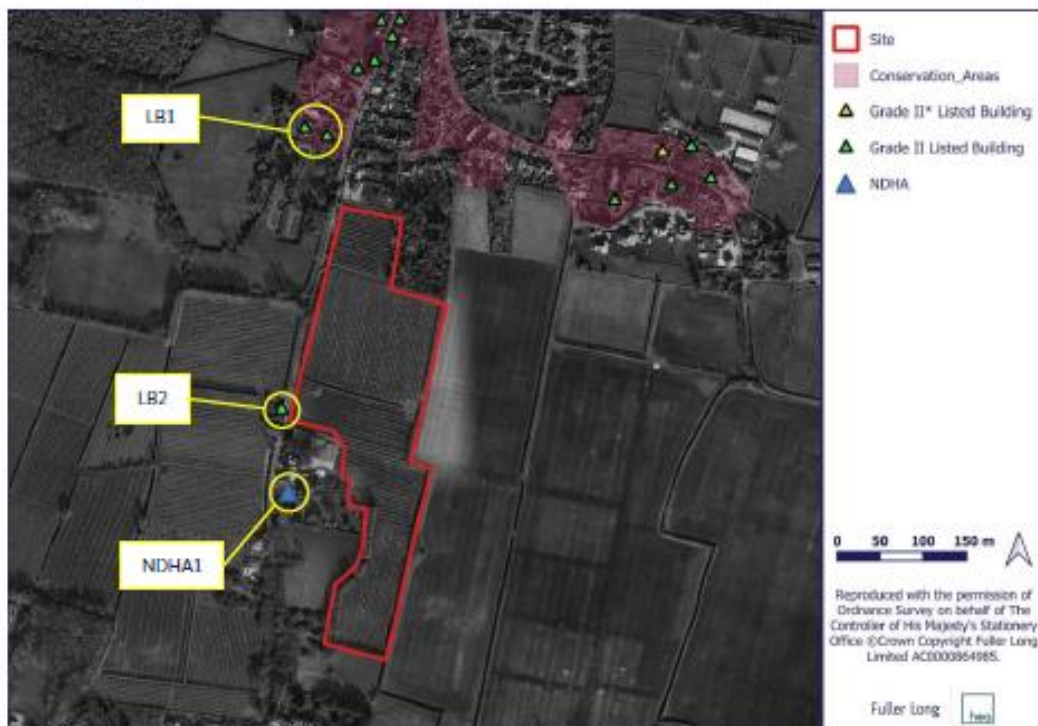 LB1
LB2
NDHA1
Site
Conservation_Areas
Grade II* Listed Building
Grade II Listed Building
NDHA
0 50 100 150 m
Reproduced with the permission of
Ordnance Survey on behalf of The
Controller of His Majesty's Stationery
Office ©Crown Copyright Fuller Long
Limited AC0000864985.
Fuller Long
heq